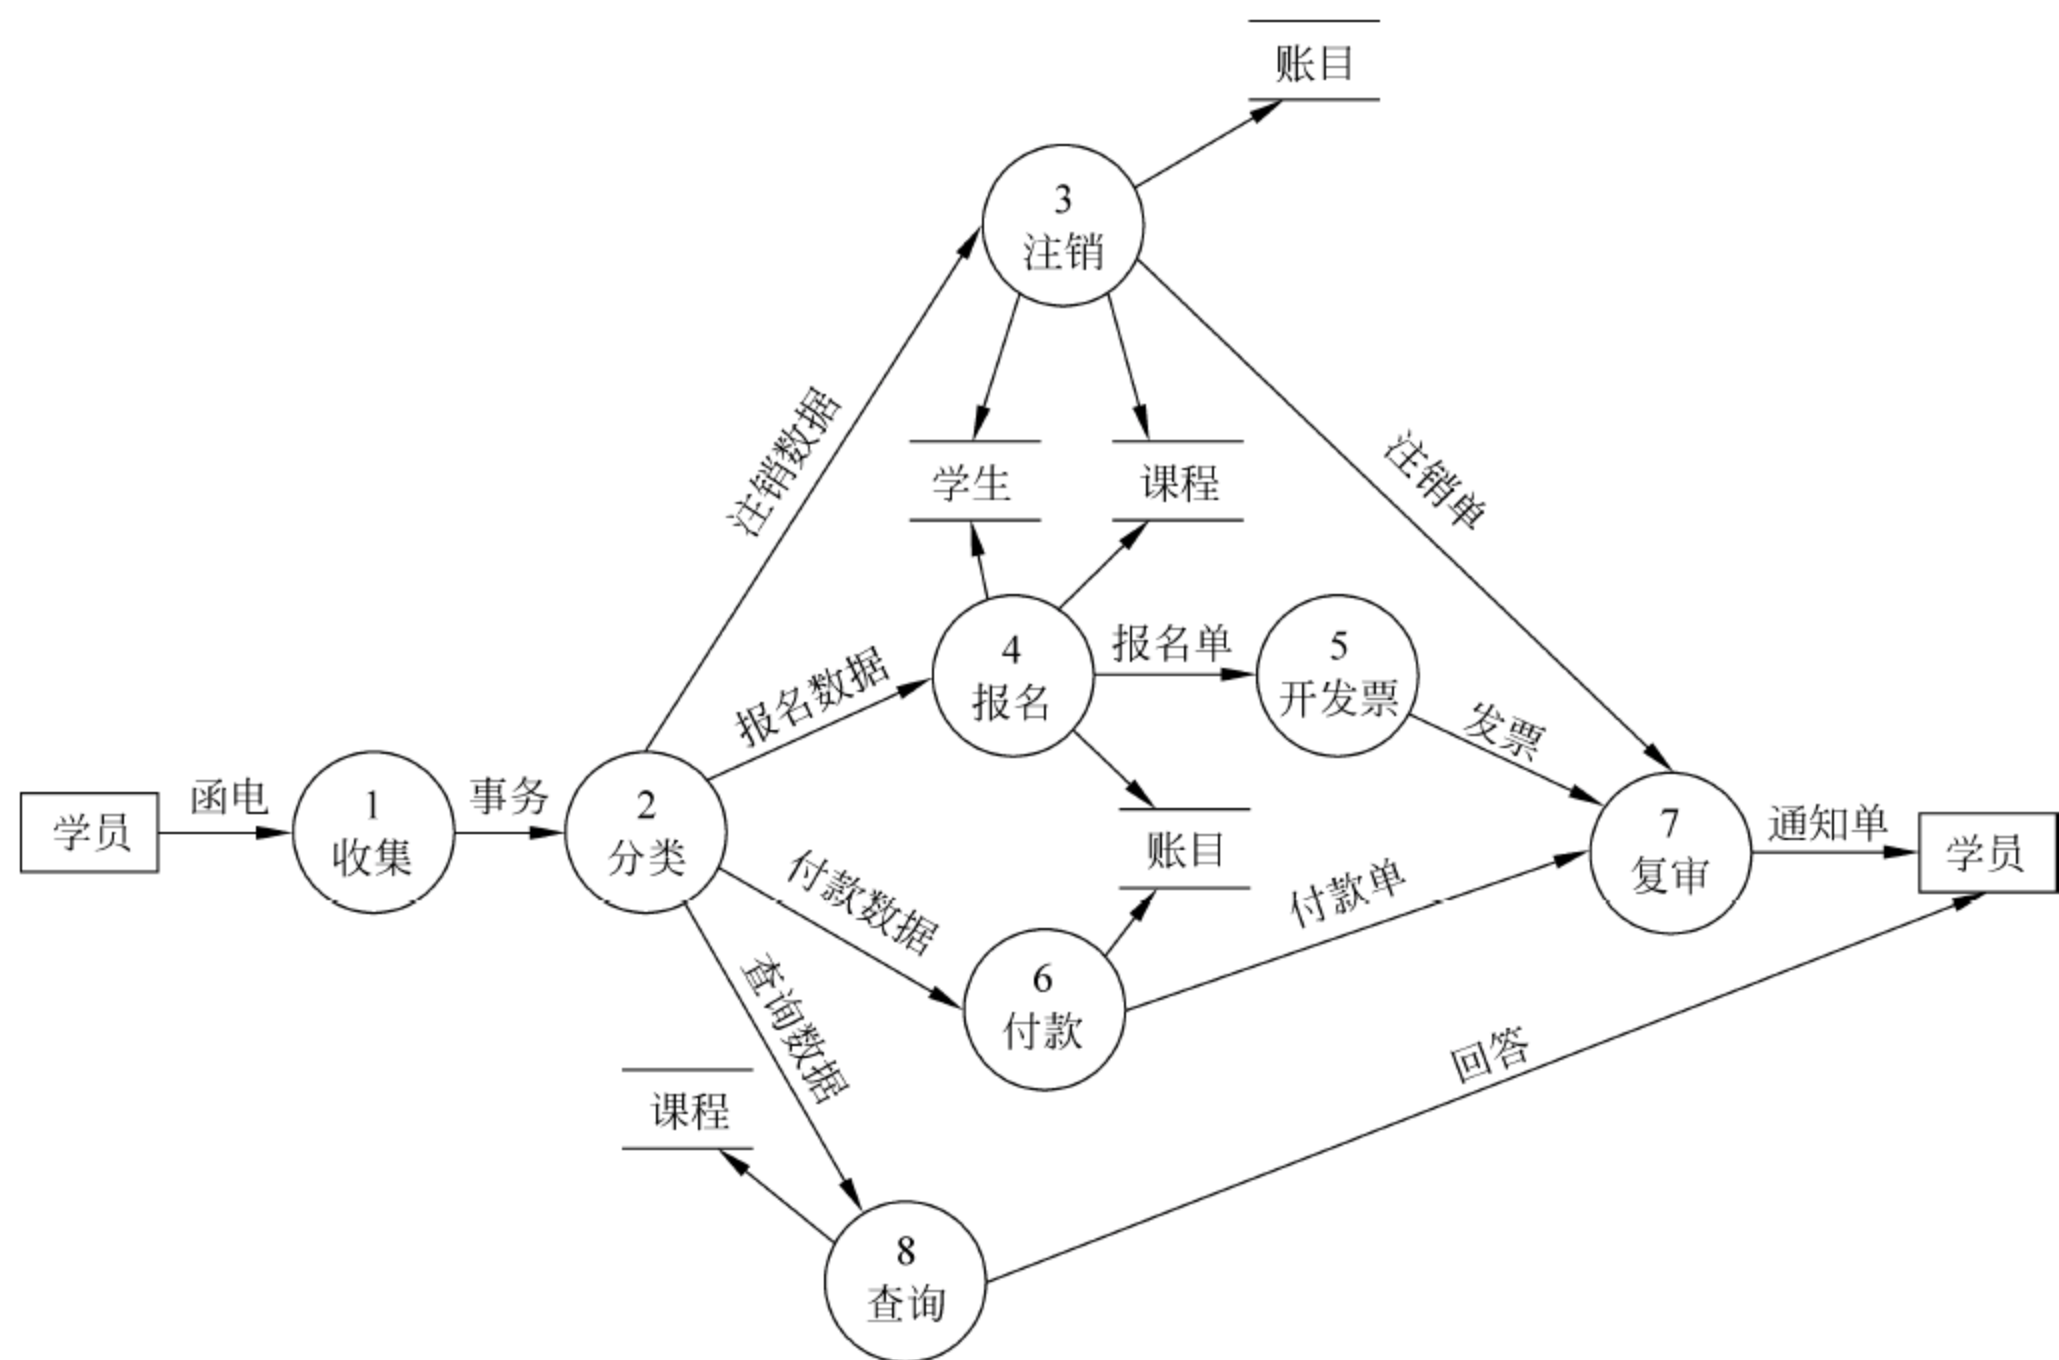 账目
3
注销
注销数据
学生
课程
注销单
4
报名
报名单
5
开发票
报名数据
发票
学员
函电
1
收集
事务
2
分类
账目
7
复审
通知单
学员
付款数据
付款单
6
付款
查询数据
课程
回答
8
查询